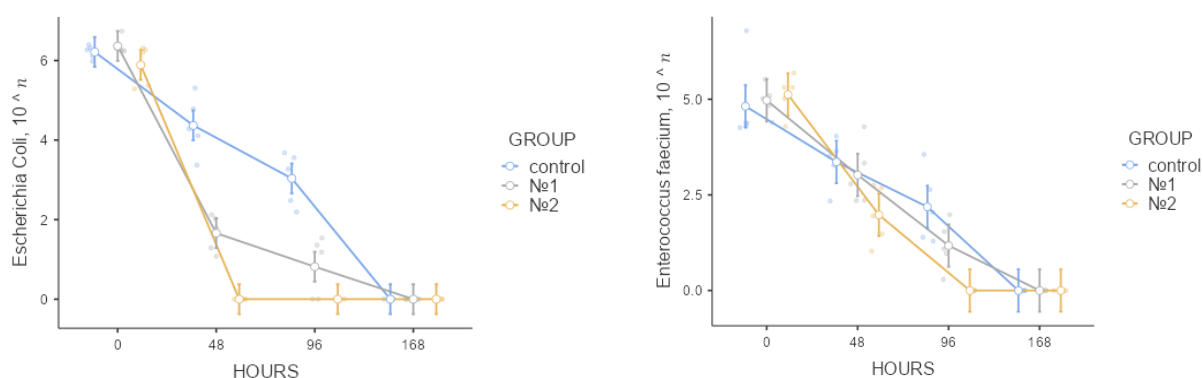 Escherichia Coli, 10 ^ n
6
4
2
0
0
48
96
168
HOURS
GROUP
control
№1
№2
Enterococcus faecium, 10 ^ n
5.0
2.5
0.0
0
48
96
168
HOURS
GROUP
control
№1
№2